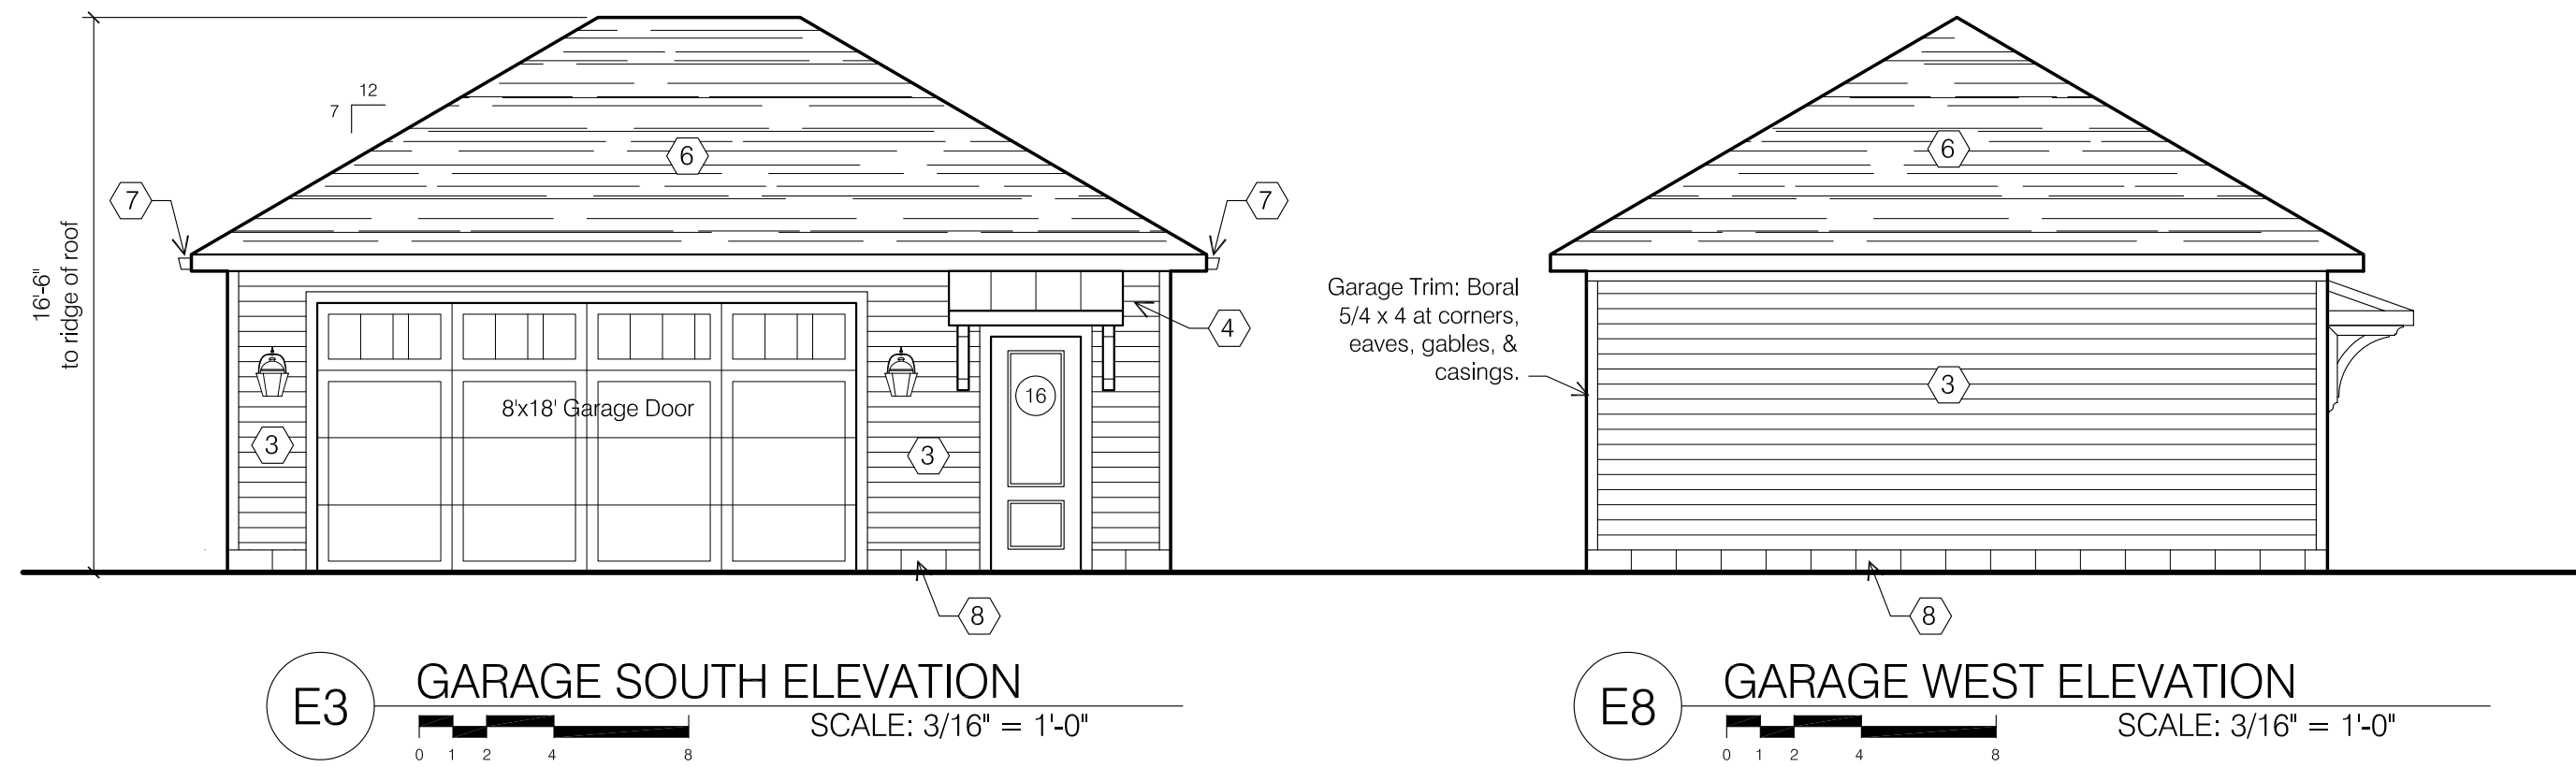 12
7
6
7
7
16'-6"
to ridge of roof
4
16
8'x18' Garage Door
3
3
8
E3
GARAGE SOUTH ELEVATION
SCALE: 3/16" = 1'-0"
0 1 2 4 8
6
Garage Trim: Boral
5/4 x 4 at corners,
eaves, gables, &
casings.
3
8
E8
GARAGE WEST ELEVATION
SCALE: 3/16" = 1'-0"
0 1 2 4 8